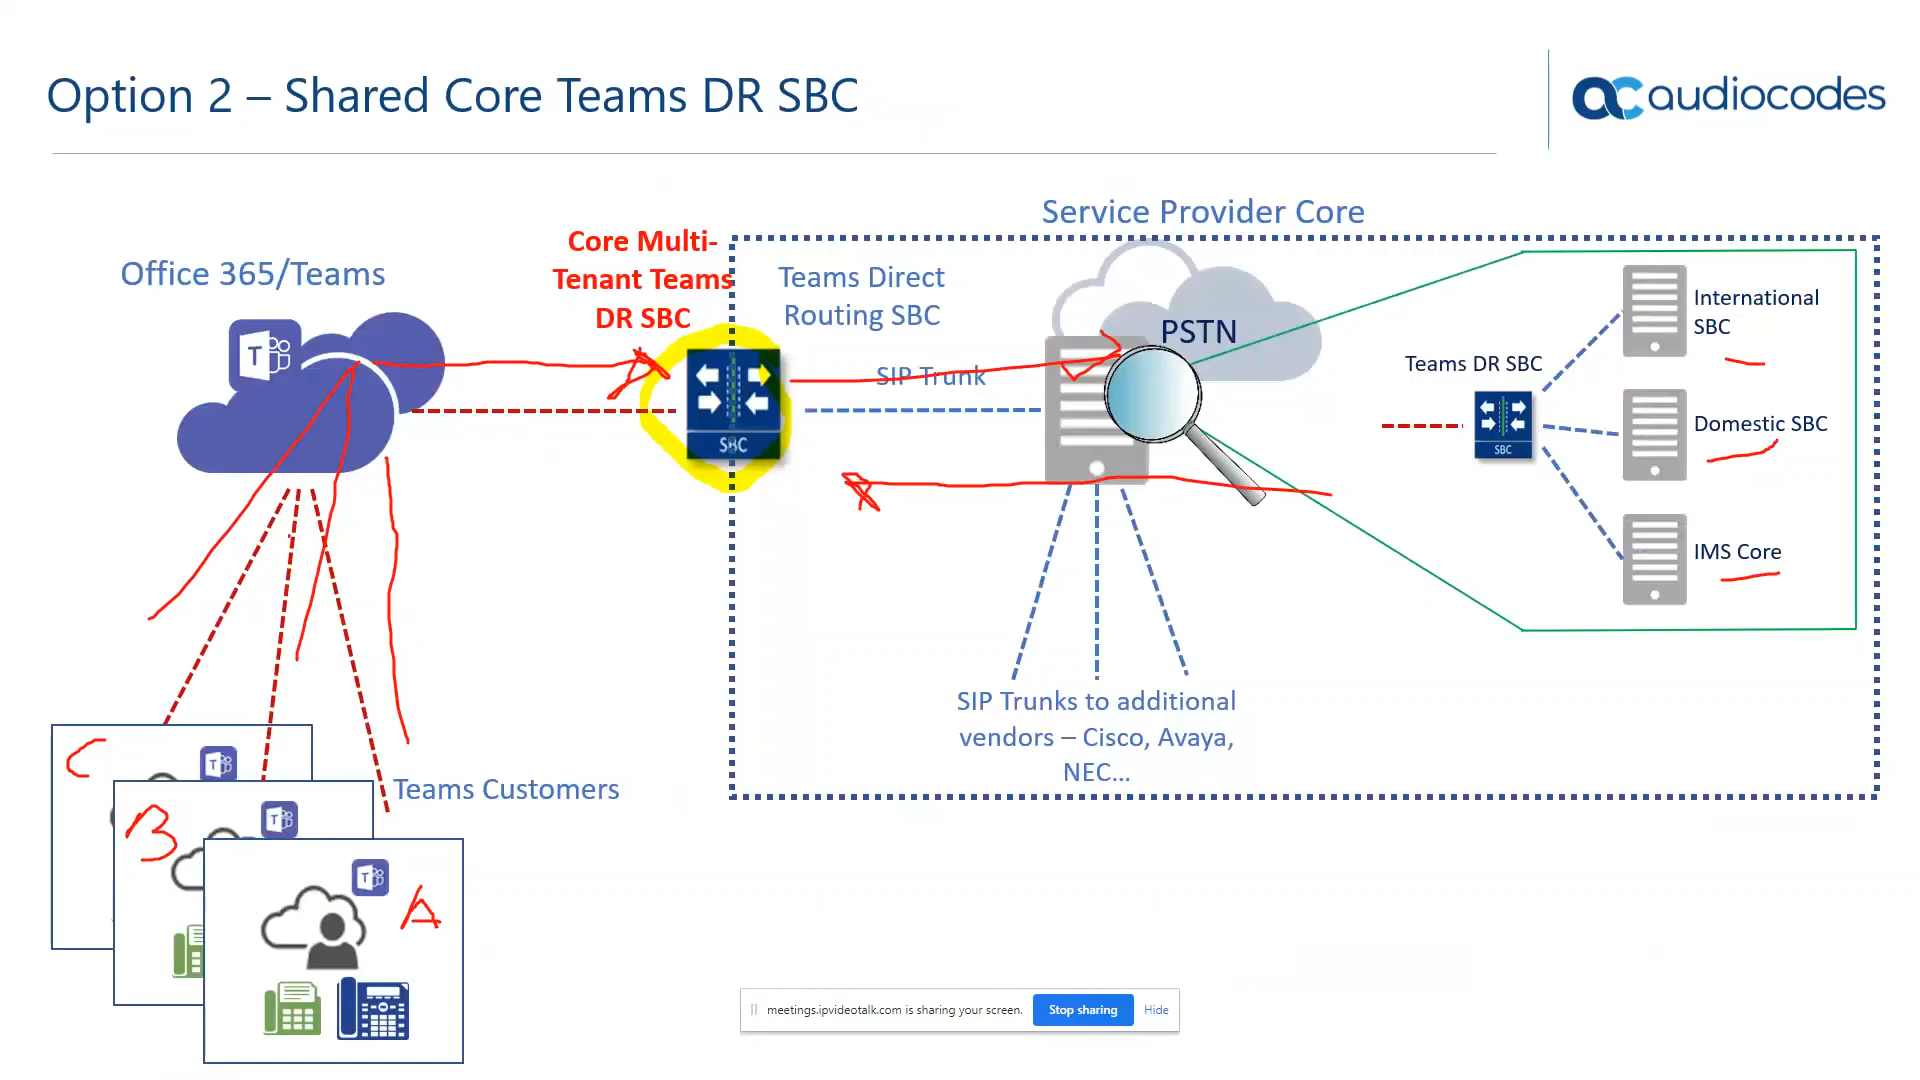 Option 2 – Shared Core Teams DR SBC
audiocodes
Service Provider Core
Office 365/Teams
Core Multi-
Tenant Teams
DR SBC
Teams Direct
Routing SBC
T
SBC
SIP Trunk
PSTN
Teams DR SBC
SBC
International
SBC
Domestic SBC
IMS Core
SIP Trunks to additional
vendors – Cisco, Avaya,
NEC...
Teams Customers
C
T
B
T
A
T
meetings.ipvideotalk.com is sharing your screen.
Stop sharing
Hide